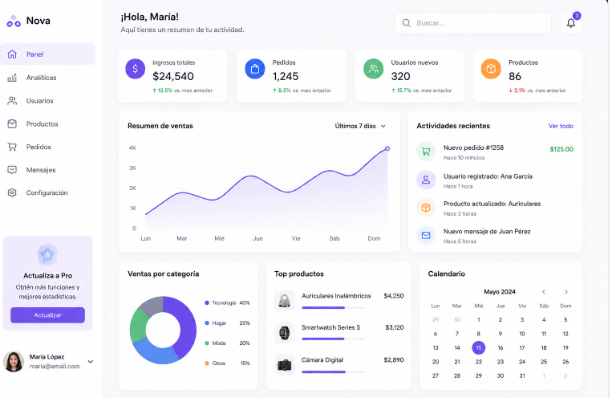 Nova
Panel
Analíticas
Usuarios
Productos
Pedidos
Mensajes
Configuración
Actualiza a Pro
Obtén más funciones y
mejores estadísticas.
Actualizar
María López
maria@email.com
¡Hola, María!
Aquí tienes un resumen de tu actividad.
Buscar...
3
Ingresos totales
$24,540
↑ 12.5% vs. mes anterior
Pedidos
1,245
↑ 8.3% vs. mes anterior
Usuarios nuevos
320
↑ 15.7% vs. mes anterior
Productos
86
↓ 2.1% vs. mes anterior
Resumen de ventas
Últimos 7 días
4K
3K
2K
1K
0
Lun Mar Mié Jue Vie Sab Dom
Actividades recientes
Ver todo
Nuevo pedido #1258
$125.00
Hace 10 minutos
Usuario registrado: Ana García
Hace 1 hora
Producto actualizado: Auriculares
Hace 3 horas
Nuevo mensaje de Juan Pérez
Hace 5 horas
Ventas por categoría
Tecnología 40%
Hogar 25%
Moda 20%
Otros 15%
Top productos
Auriculares Inalámbricos $4,250
Smartwatch Series 5 $3,120
Cámara Digital $2,890
Calendario
Mayo 2024
Lun Mar Mié Jue Vie Sáb Dom
29 30 1 2 3 4 5
6 7 8 9 10 11 12
13 14 15 16 17 18 19
20 21 22 23 24 25 26
27 28 29 30 31 1 2